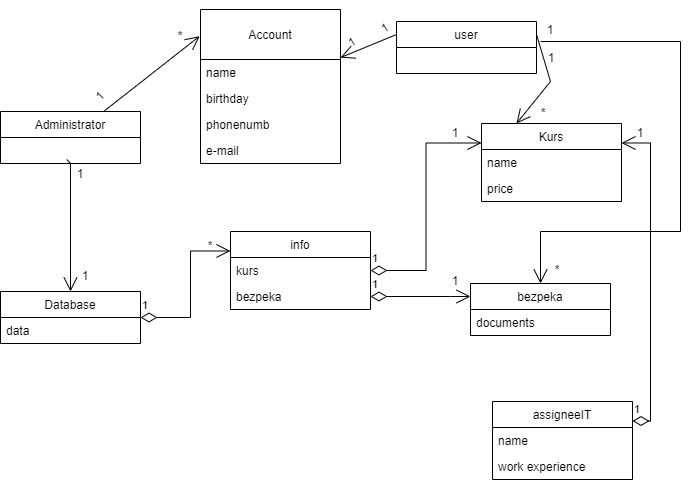 Account
name
birthday
phonenumb
e-mail
*
1
1
1
user
1
1
*
Administrator
1
1
Kurs
name
price
1
1
info
kurs
bezpeka
*
1
1
1
Database
data
1
bezpeka
documents
*
assigneeIT
name
work experience
1